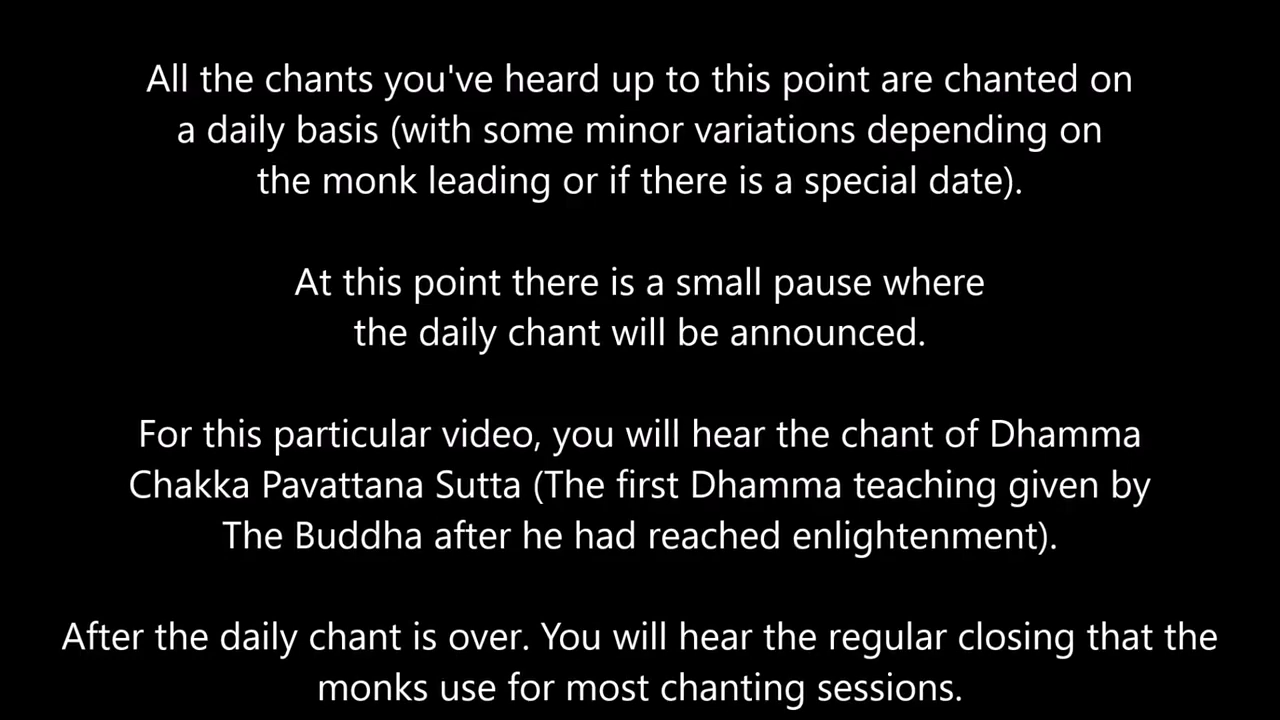 All the chants you've heard up to this point are chanted on
a daily basis (with some minor variations depending on
the monk leading or if there is a special date).
At this point there is a small pause where
the daily chant will be announced.
For this particular video, you will hear the chant of Dhamma
Chakka Pavattana Sutta (The first Dhamma teaching given by
The Buddha after he had reached enlightenment).
After the daily chant is over. You will hear the regular closing that the
monks use for most chanting sessions.